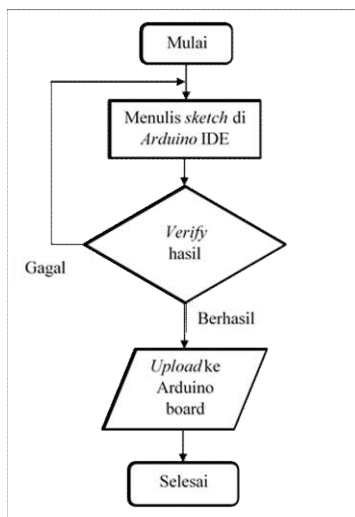 Mulai
Menulis sketch di
Arduino IDE
Verify
hasil
Gagal
Berhasil
Upload ke
Arduino
board
Selesai